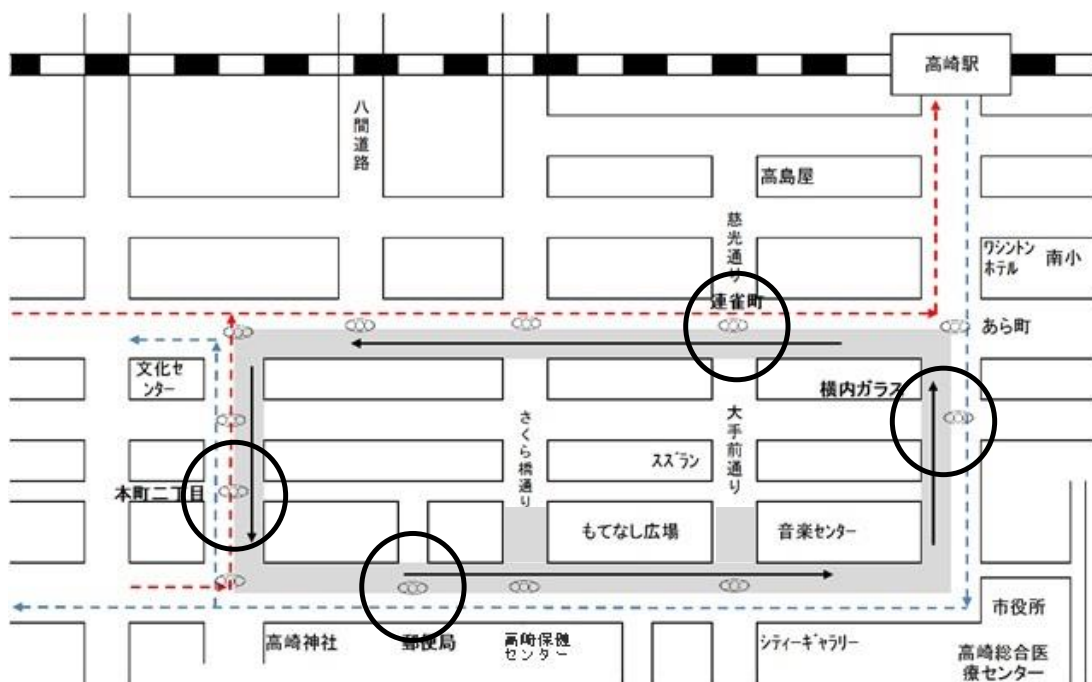 高崎駅
八間道路
高島屋
慈光通り
ワシントン
ホテル
南小
連雀町
あら町
文化セ
ンター
横内ガラス
さくら橋通り
大手前通り
スズラン
本町二丁目
もてなし広場
音楽センター
市役所
高崎神社
郵便局
高崎保健
センター
シティーギャラリー
高崎総合医
療センター